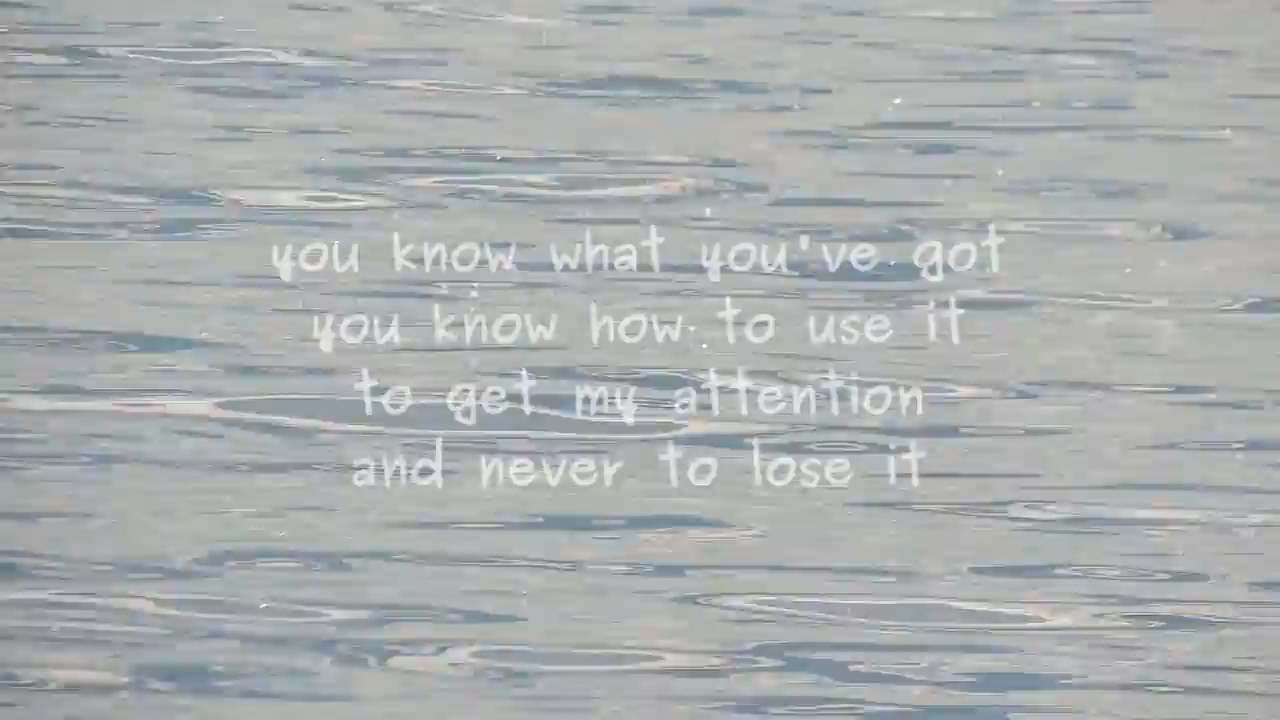 you know what you've got
you know how to use it
to get my attention
and never to lose it